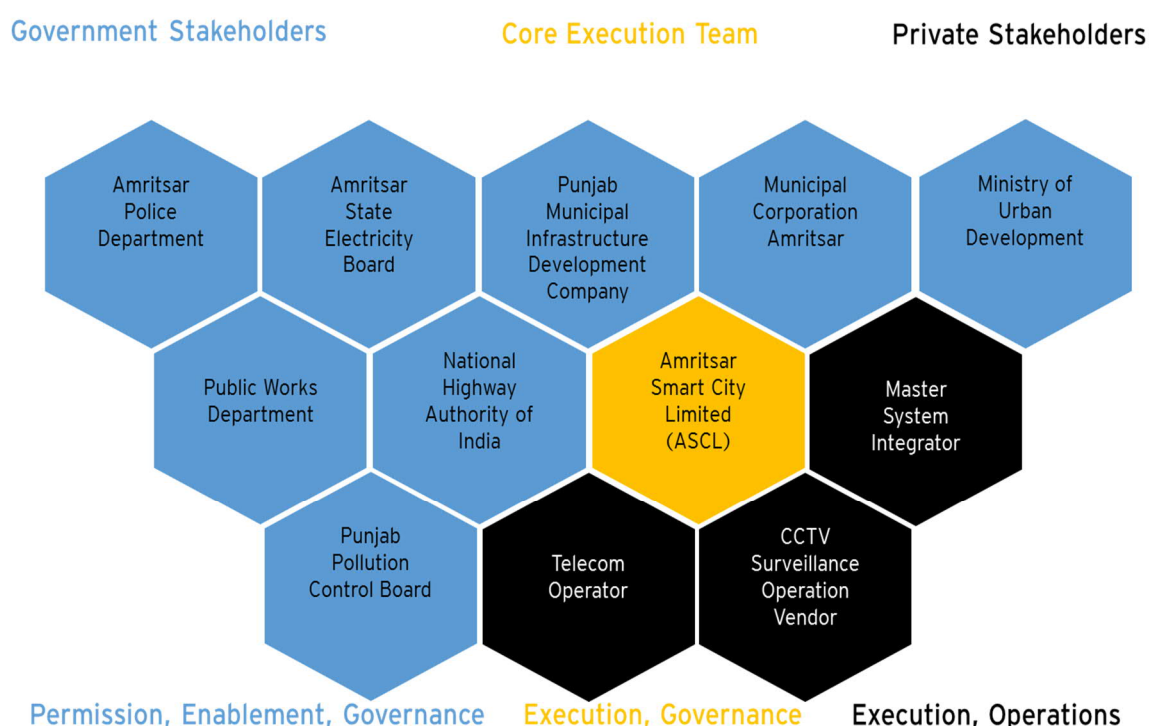 Government Stakeholders
Core Execution Team
Private Stakeholders
Amritsar
Police
Department
Amritsar
State
Electricity
Board
Punjab
Municipal
Infrastructure
Development
Company
Municipal
Corporation
Amritsar
Ministry of
Urban
Development
Public Works
Department
National
Highway
Authority of
India
Amritsar
Smart City
Limited
(ASCL)
Master
System
Integrator
Punjab
Pollution
Control Board
Telecom
Operator
CCTV
Surveillance
Operation
Vendor
Permission, Enablement, Governance
Execution, Governance
Execution, Operations